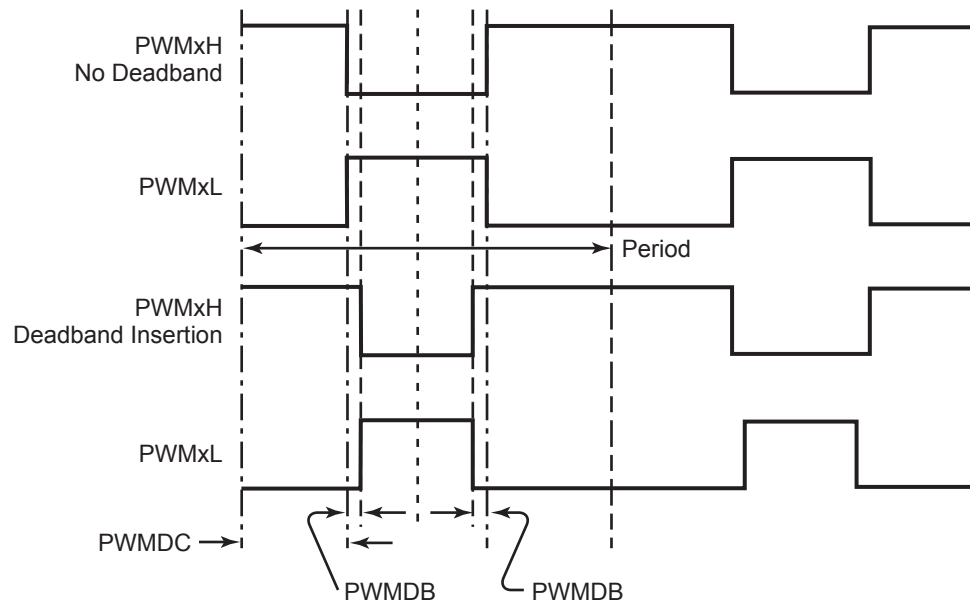 PWMxH
No Deadband
PWMxL
Period
PWMxH
Deadband Insertion
PWMxL
PWMDC
PWMDB
PWMDB